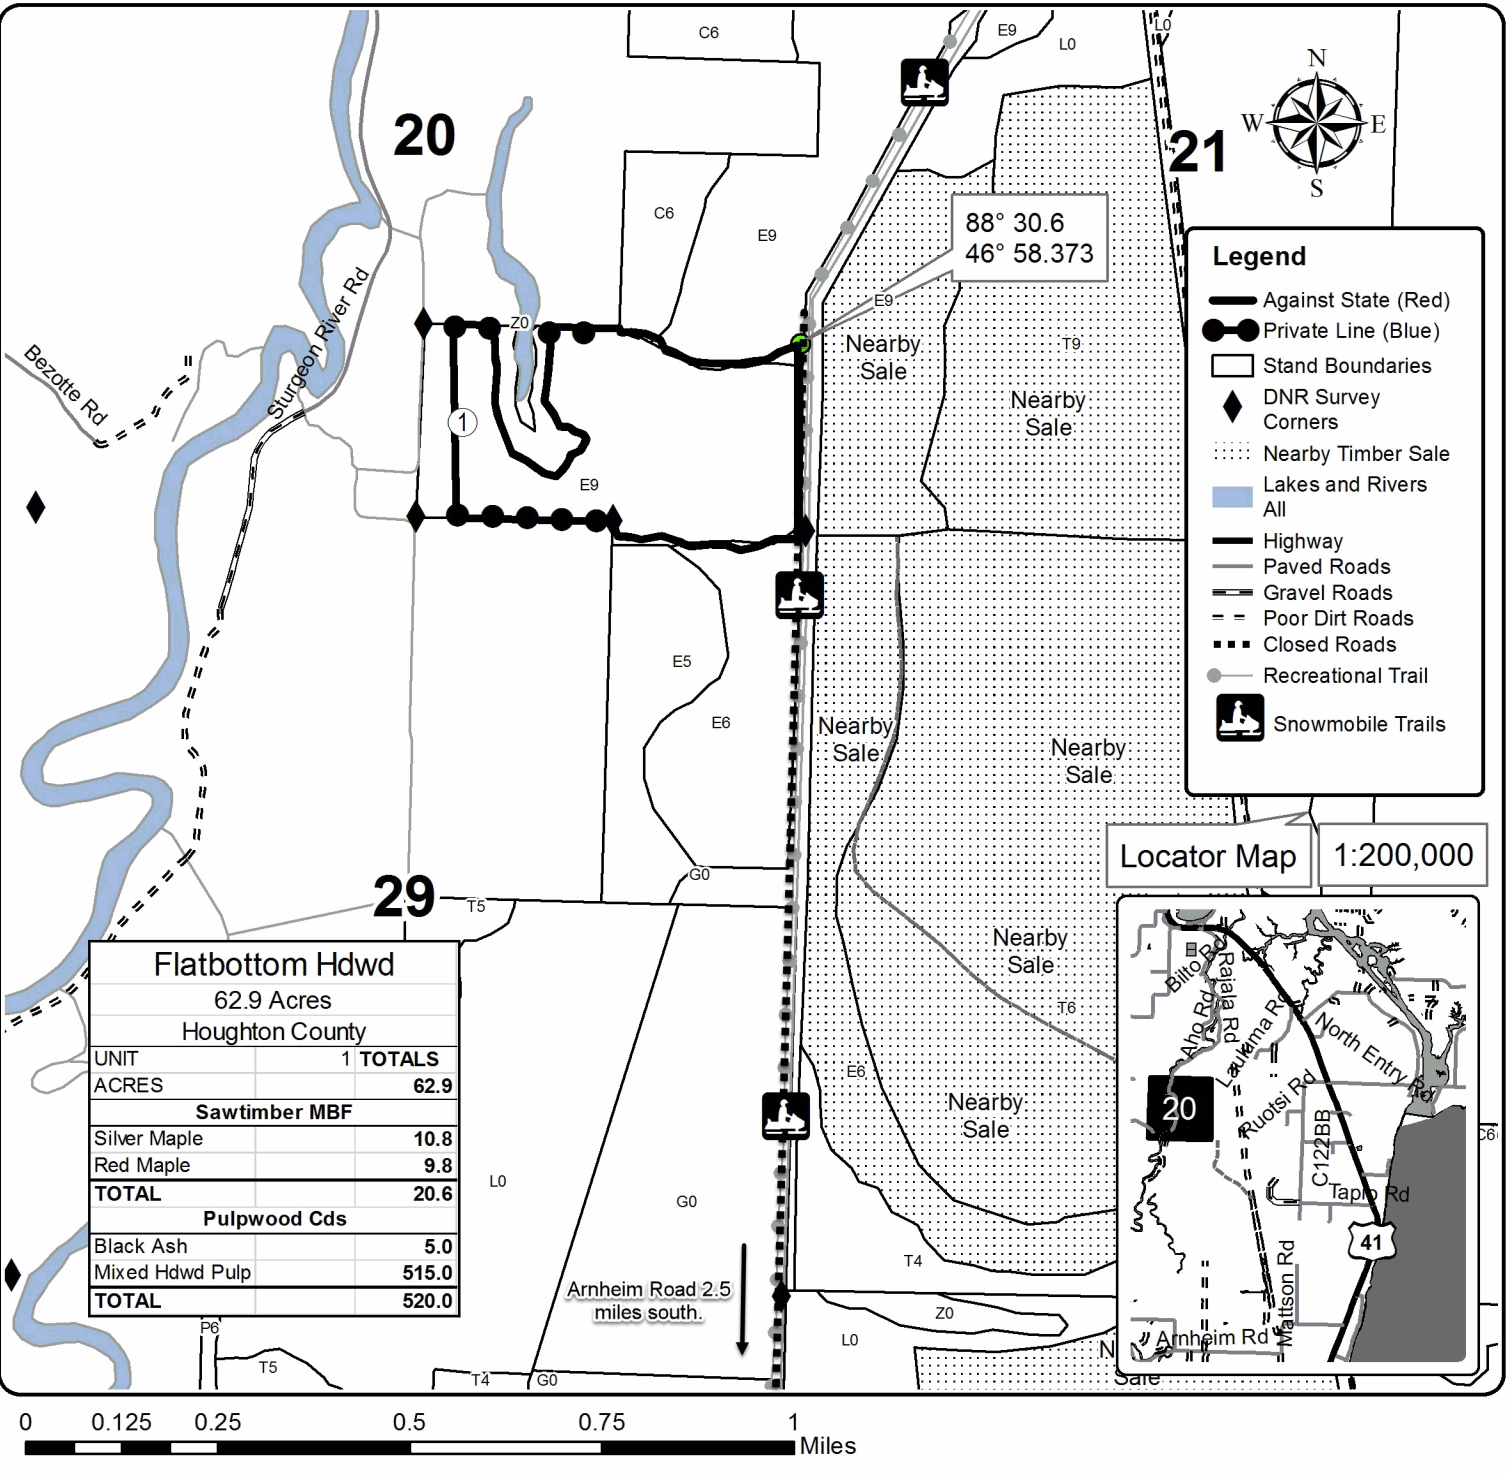 C6
E9
L0
L0
N
W E
S
20
21
C6
E9
88° 30.6
46° 58.373
E9
Z0
Nearby
Sale
T9
Nearby
Sale
Sturgeon River Rd
Bezotte Rd
1
E9
Legend
Against State (Red)
Private Line (Blue)
Stand Boundaries
DNR Survey
Corners
Nearby Timber Sale
Lakes and Rivers
All
Highway
Paved Roads
Gravel Roads
Poor Dirt Roads
Closed Roads
Recreational Trail
Snowmobile Trails
E5
E6
Nearby
Sale
Nearby
Sale
G0
29
T5
Nearby
Sale
T6
E6
Nearby
Sale
L0
G0
T4
Arnheim Road 2.5
miles south.
Z0
L0
N
Sale
P6
T5
T4
G0
Flatbottom Hdwd
62.9 Acres
Houghton County
UNIT 1 TOTALS
ACRES 62.9
Sawtimber MBF
Silver Maple 10.8
Red Maple 9.8
TOTAL 20.6
Pulpwood Cds
Black Ash 5.0
Mixed Hdwd Pulp 515.0
TOTAL 520.0
Locator Map
1:200,000
Bilto Rd
Rajala Rd
Aho Rd
Laukuma Rd
North Entry Rd
20
Ruotsi Rd
C122BB
Tapio Rd
41
Mattson Rd
Arnheim Rd
0 0.125 0.25 0.5 0.75 1
Miles